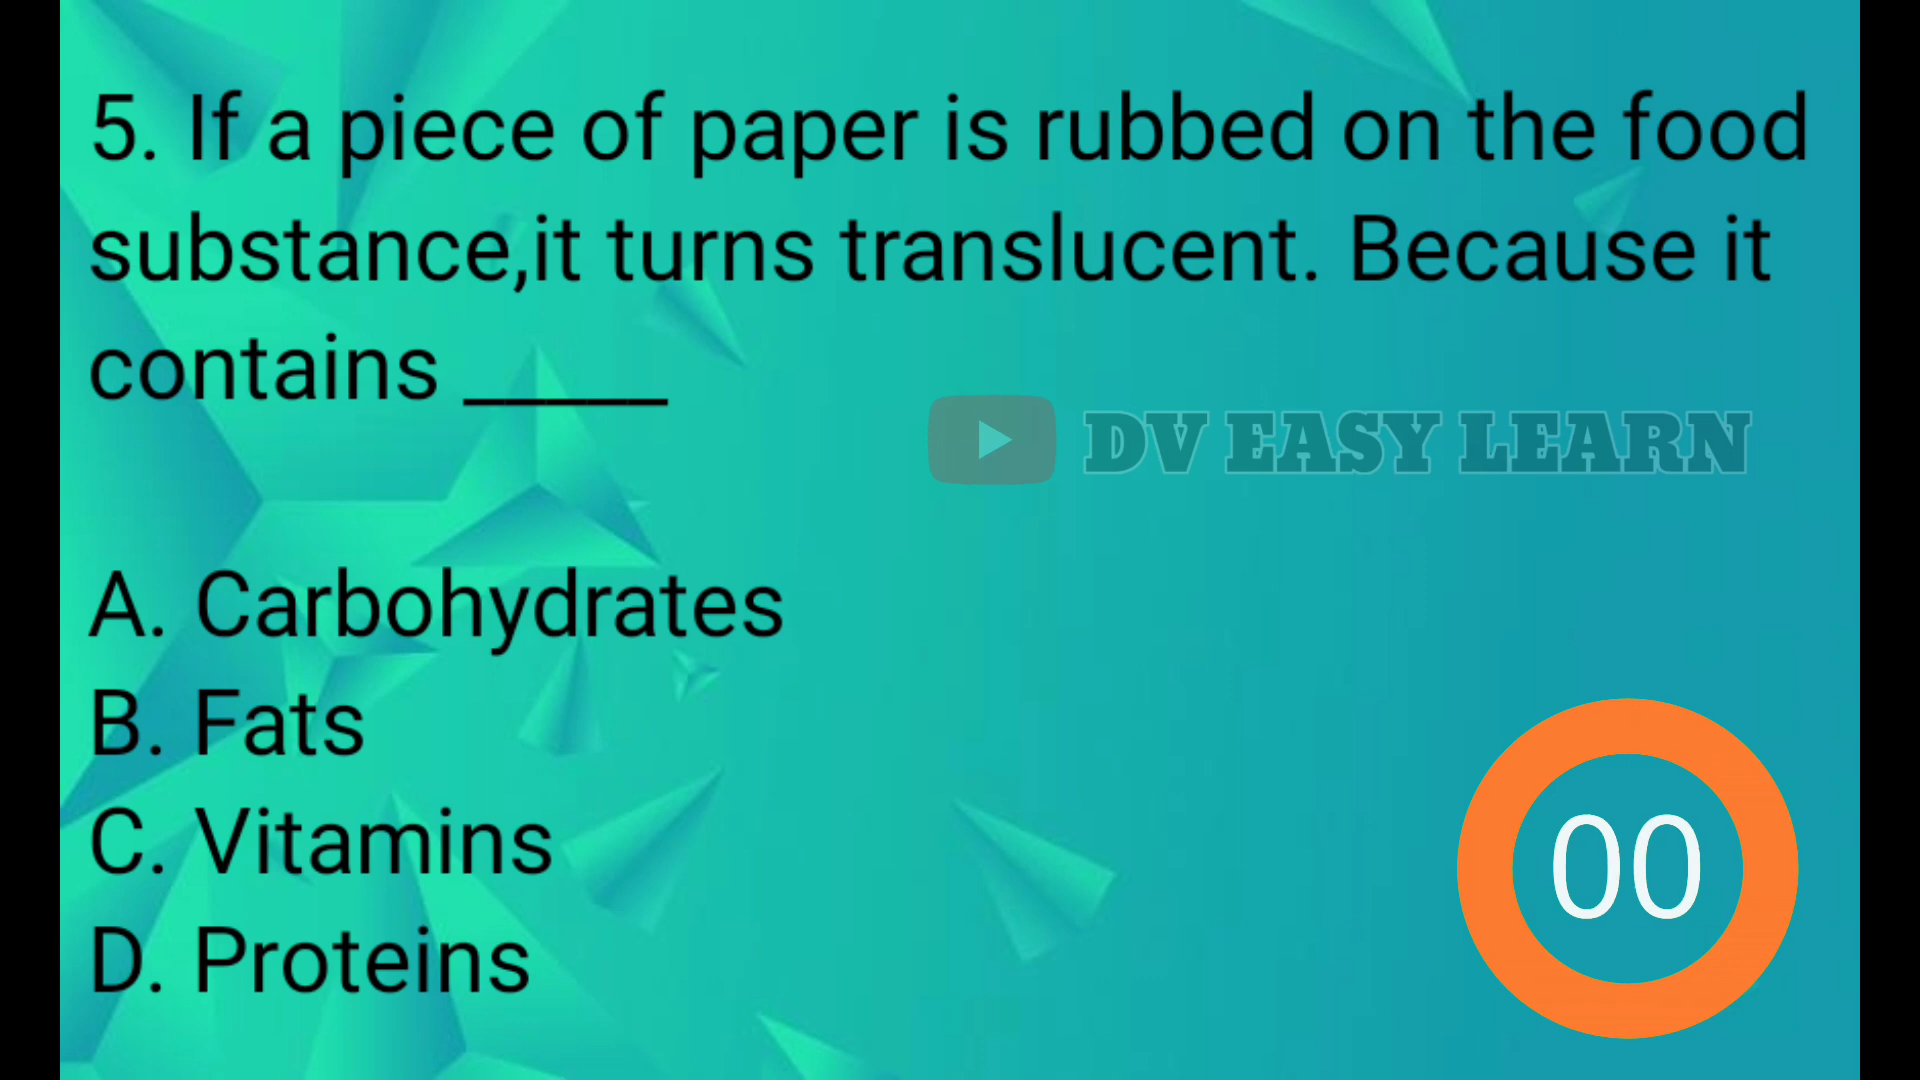 5. If a piece of paper is rubbed on the food
substance,it turns translucent. Because it
contains _____
DV EASY LEARN
A. Carbohydrates
B. Fats
C. Vitamins
D. Proteins
00